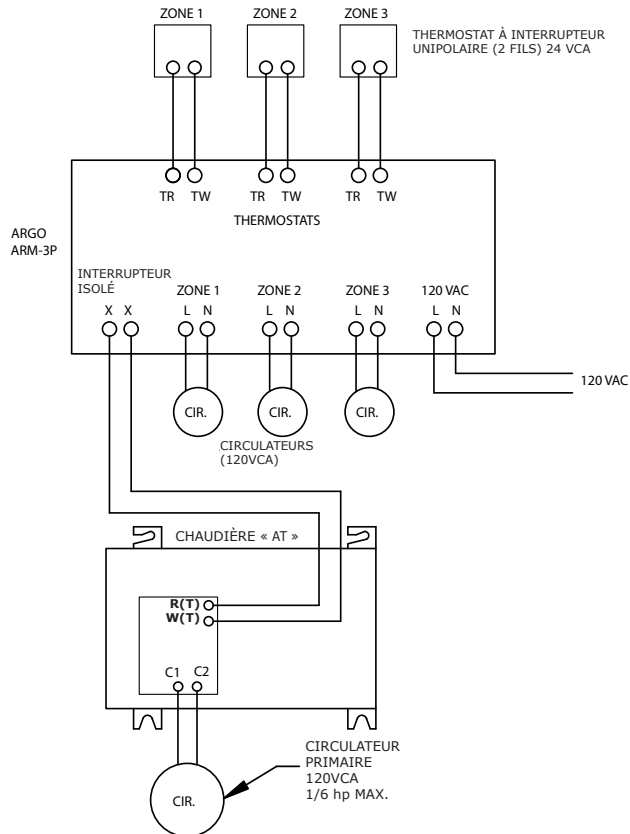 ZONE 1 ZONE 2 ZONE 3
THERMOSTAT À INTERRUPTEUR
UNIPOLAIRE (2 FILS) 24 VCA
TR TW TR TW TR TW
THERMOSTATS
ARGO
ARM-3P
INTERRUPTEUR
ISOLÉ
ZONE 1 ZONE 2 ZONE 3 120 VAC
X X L N L N L N L N
120 VAC
CIR. CIR. CIR.
CIRCULATEURS
(120VCA)
CHAUDIÈRE « AT »
R(T)
W(T)
C1 C2
CIRCULATEUR
PRIMAIRE
120VCA
1/6 hp MAX.
CIR.